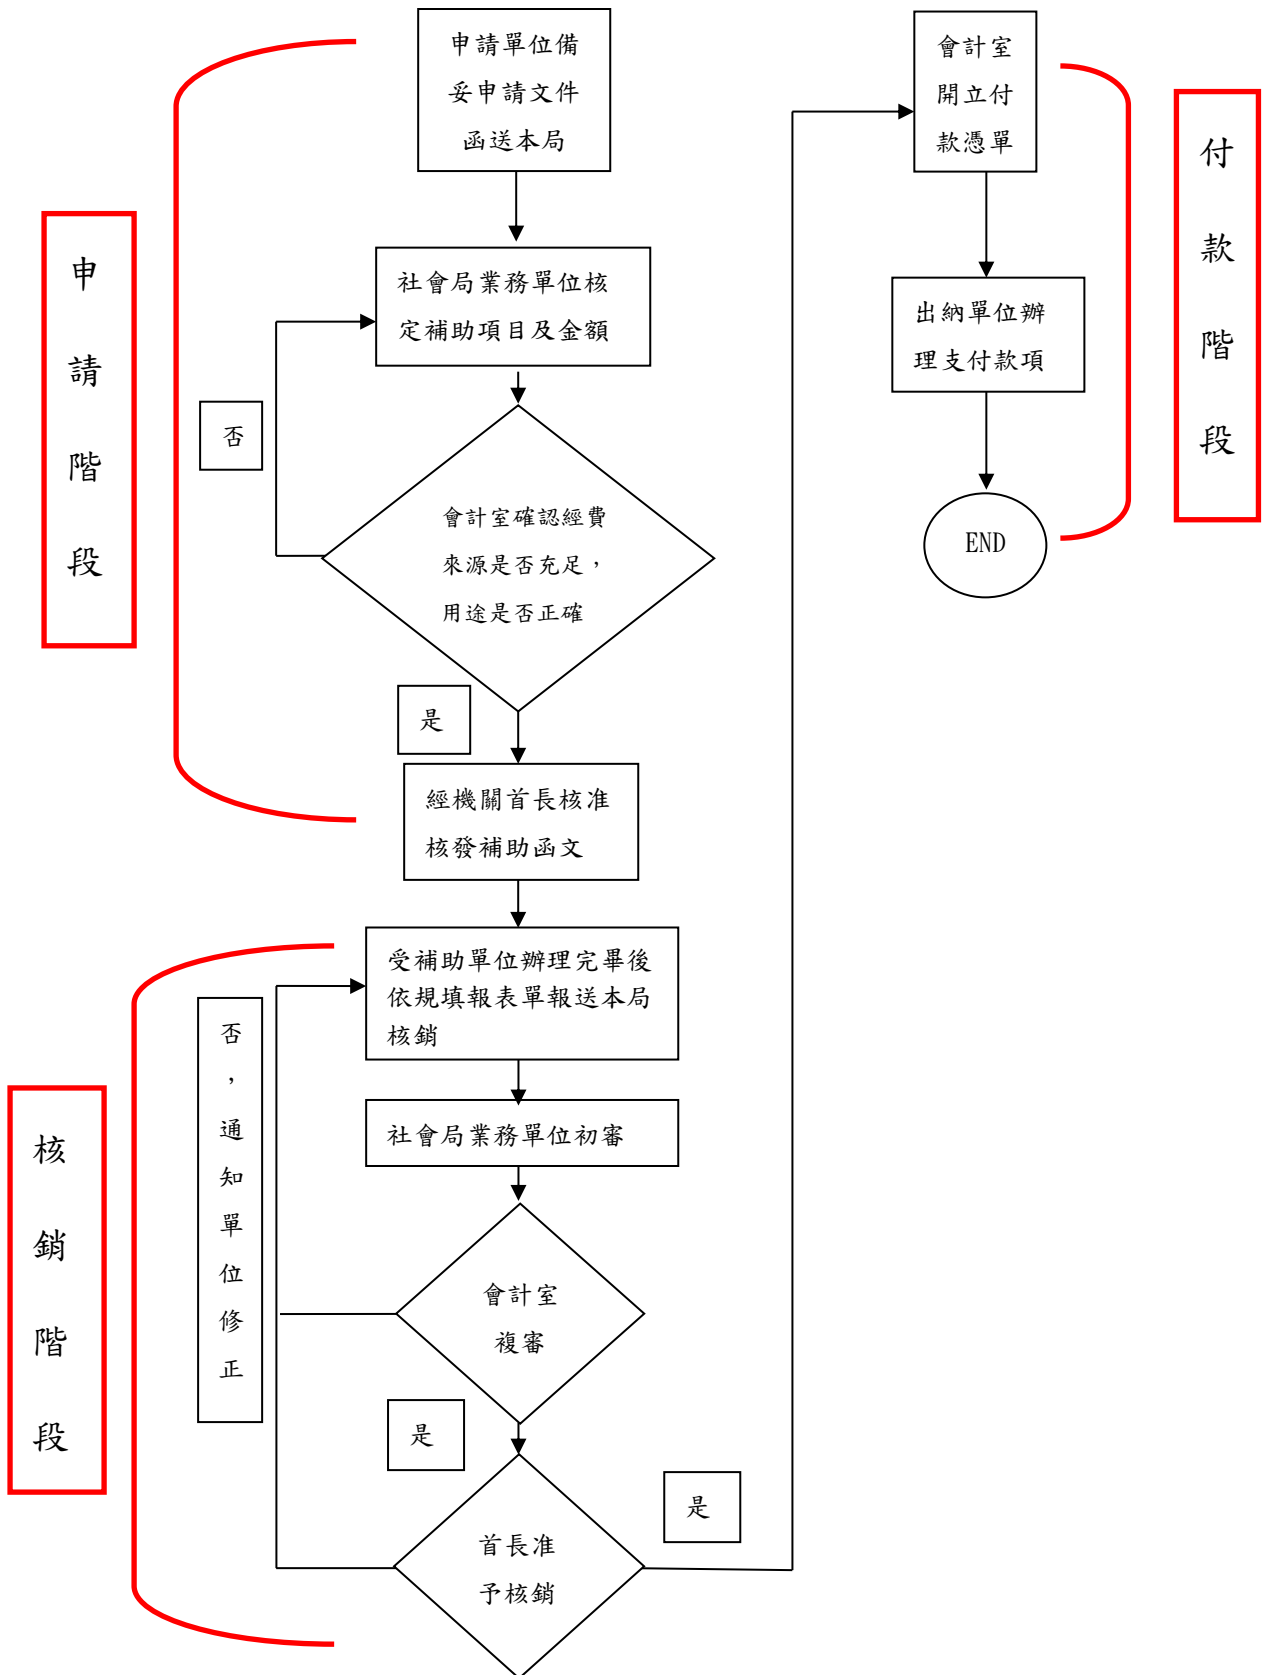 申請階段
申請單位備
妥申請文件
函送本局
社會局業務單位核
定補助項目及金額
否
會計室確認經費
來源是否充足，
用途是否正確
是
經機關首長核准
核發補助函文
核銷階段
受補助單位辦理完畢後
依規填報表單報送本局
核銷
否，通知單位修正
社會局業務單位初審
會計室
複審
是
首長准
予核銷
是
會計室
開立付
款憑單
出納單位辦
理支付款項
END
付款階段